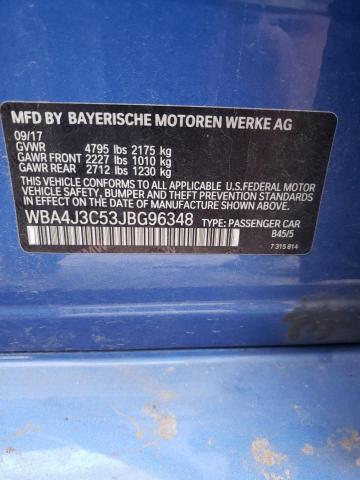 MFD BY BAYERISCHE MOTOREN WERKE AG
09/17
GVWR 4795 lbs 2175 kg
GAWR FRONT 2227 lbs 1010 kg
GAWR REAR 2712 lbs 1230 kg
THIS VEHICLE CONFORMS TO ALL APPLICABLE U.S.FEDERAL MOTOR
VEHICLE SAFETY, BUMPER AND THEFT PREVENTION STANDARDS IN
EFFECT ON THE DATE OF MANUFACTURE SHOWN ABOVE.
WBA4J3C53JBG96348 TYPE: PASSENGER CAR
B45/5
7 315 814